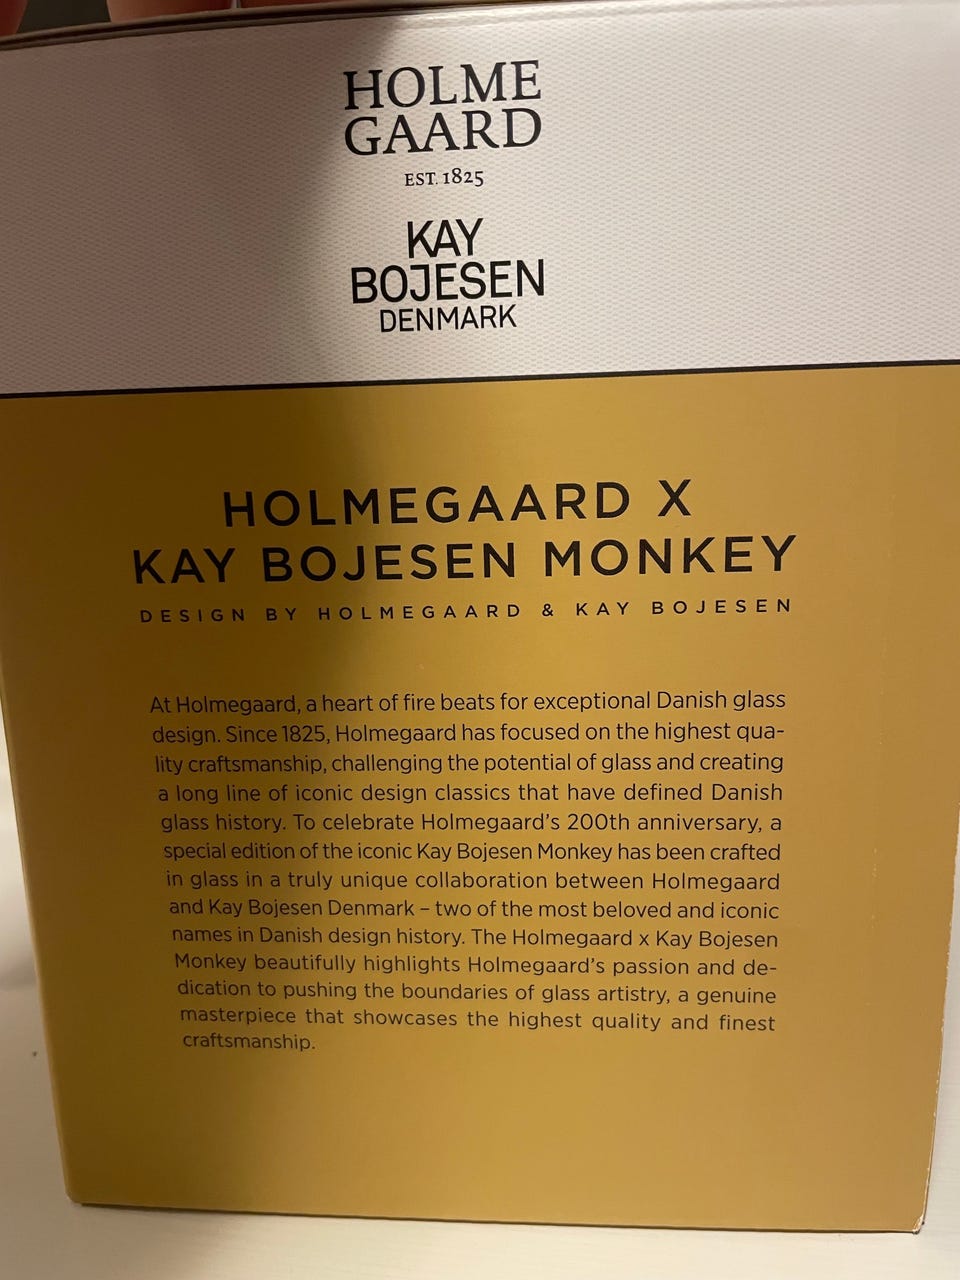 HOLME
GAARD
EST. 1825
KAY
BOJESEN
DENMARK
HOLMEGAARD X
KAY BOJESEN MONKEY
DESIGN BY HOLMEGAARD & KAY BOJESEN
At Holmegaard, a heart of fire beats for exceptional Danish glass
design. Since 1825, Holmegaard has focused on the highest qua-
lity craftsmanship, challenging the potential of glass and creating
a long line of iconic design classics that have defined Danish
glass history. To celebrate Holmegaard's 200th anniversary, a
special edition of the iconic Kay Bojesen Monkey has been crafted
in glass in a truly unique collaboration between Holmegaard
and Kay Bojesen Denmark – two of the most beloved and iconic
names in Danish design history. The Holmegaard x Kay Bojesen
Monkey beautifully highlights Holmegaard's passion and de-
dication to pushing the boundaries of glass artistry, a genuine
masterpiece that showcases the highest quality and finest
craftsmanship.